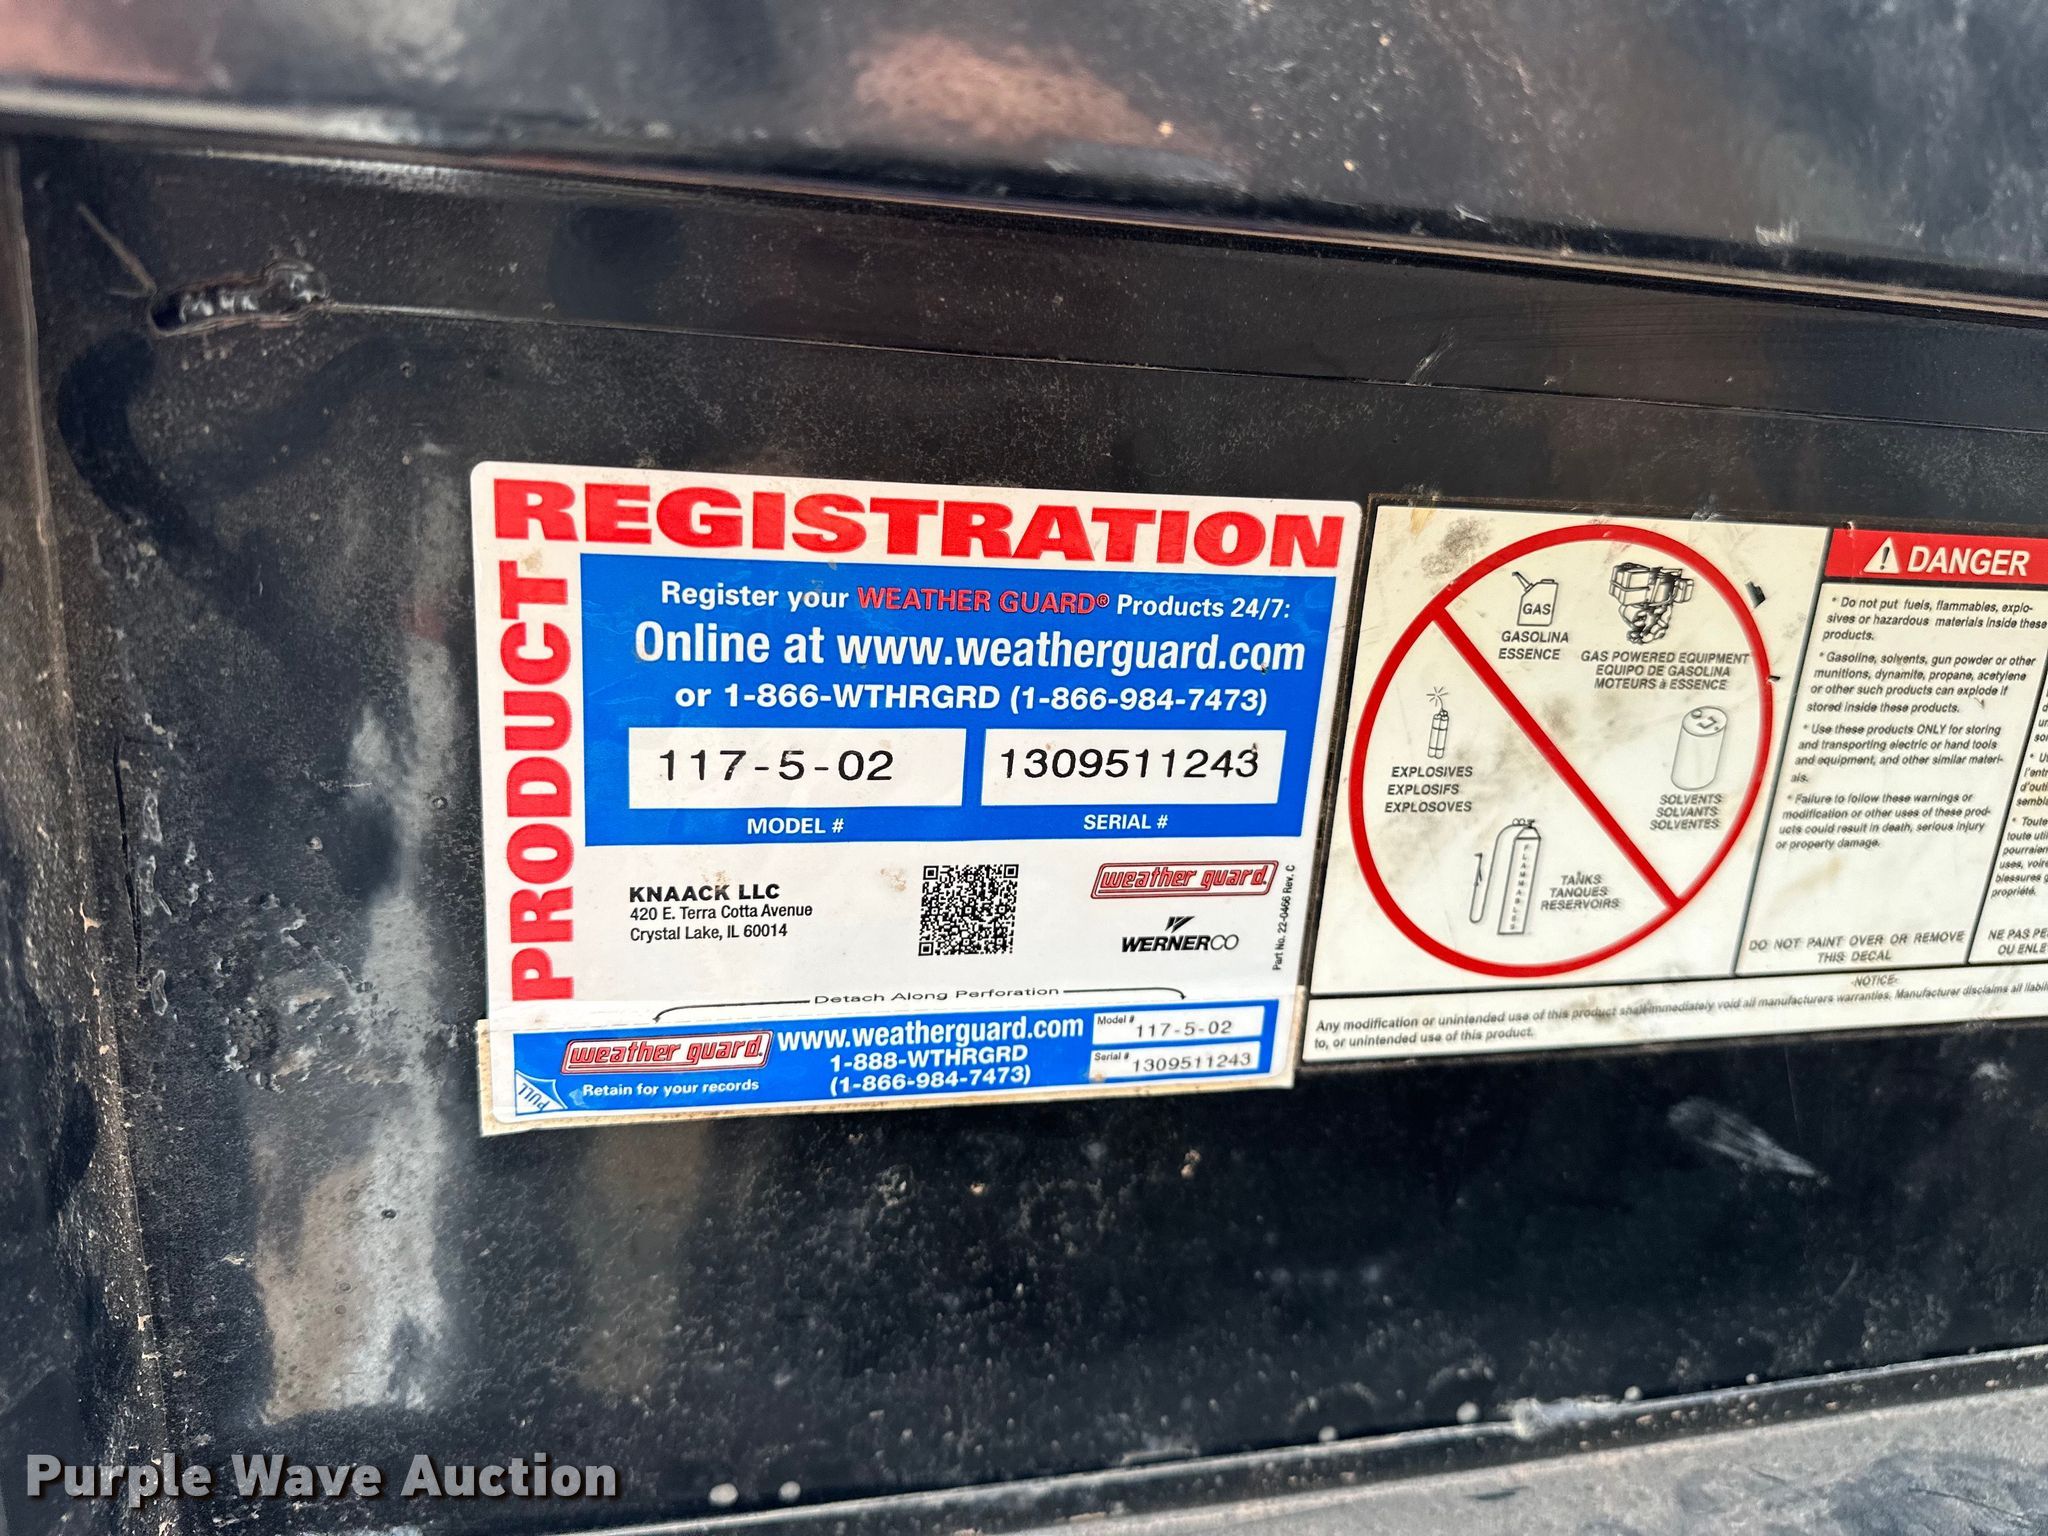 REGISTRATION
PRODUCT
Register your WEATHER GUARD® Products 24/7:
Online at www.weatherguard.com
or 1-866-WTHRGRD (1-866-984-7473)
117-5-02
1309511243
MODEL #
SERIAL #
KNAACK LLC
420 E. Terra Cotta Avenue
Crystal Lake, IL 60014
weather guard
WERNERCO
Part No. 22-0466 Rev. C
Detach Along Perforation
PULL
weather guard
Retain for your records
www.weatherguard.com
1-888-WTHRGRD
(1-866-984-7473)
Model #
117-5-02
Serial #
1309511243
GAS
GASOLINA
ESSENCE
GAS POWERED EQUIPMENT
EQUIPO DE GASOLINA
MOTEURS à ESSENCE
EXPLOSIVES
EXPLOSIFS
EXPLOSOVES
SOLVENTS
SOLVANTS
SOLVENTES
FLAMMABLES
TANKS
TANQUES
RESERVOIRS
DANGER
* Do not put fuels, flammables, explo-
sives or hazardous materials inside these
products.
* Gasoline, solvents, gun powder or other
munitions, dynamite, propane, acetylene
or other such products can explode if
stored inside these products.
* Use these products ONLY for storing
and transporting electric or hand tools
and equipment, and other similar materi-
als.
* Failure to follow these warnings or
modification or other uses of these prod-
ucts could result in death, serious injury
or property damage.
DO NOT PAINT OVER OR REMOVE
THIS DECAL
* Toute
toute
blessures
propriété.
NE PAS
OU
-NOTICE-
Any modification or unintended use of this product shall immediately void all manufacturers warranties. Manufacturer disclaims all
to, or unintended use of this product.
Purple Wave Auction